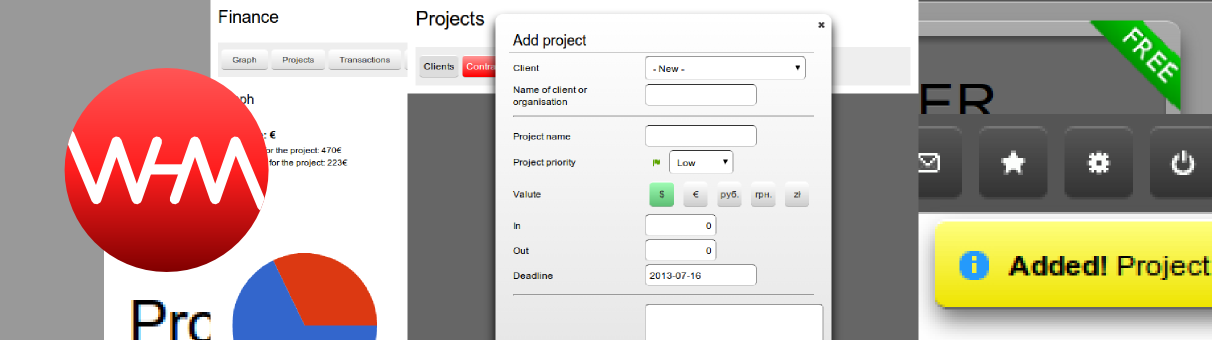 Finance
Graph
Projects
Transactions
ph
: €
or the project: 470€
for the project: 223€
WHM
Pro
Projects
Clients
Contra
Add project
Client
- New -
Name of client or
organisation
Project name
Project priority
Low
Valute
$
€
руб.
грн.
zł
In
0
Out
0
Deadline
2013-07-16
FREE
ER
Added! Project